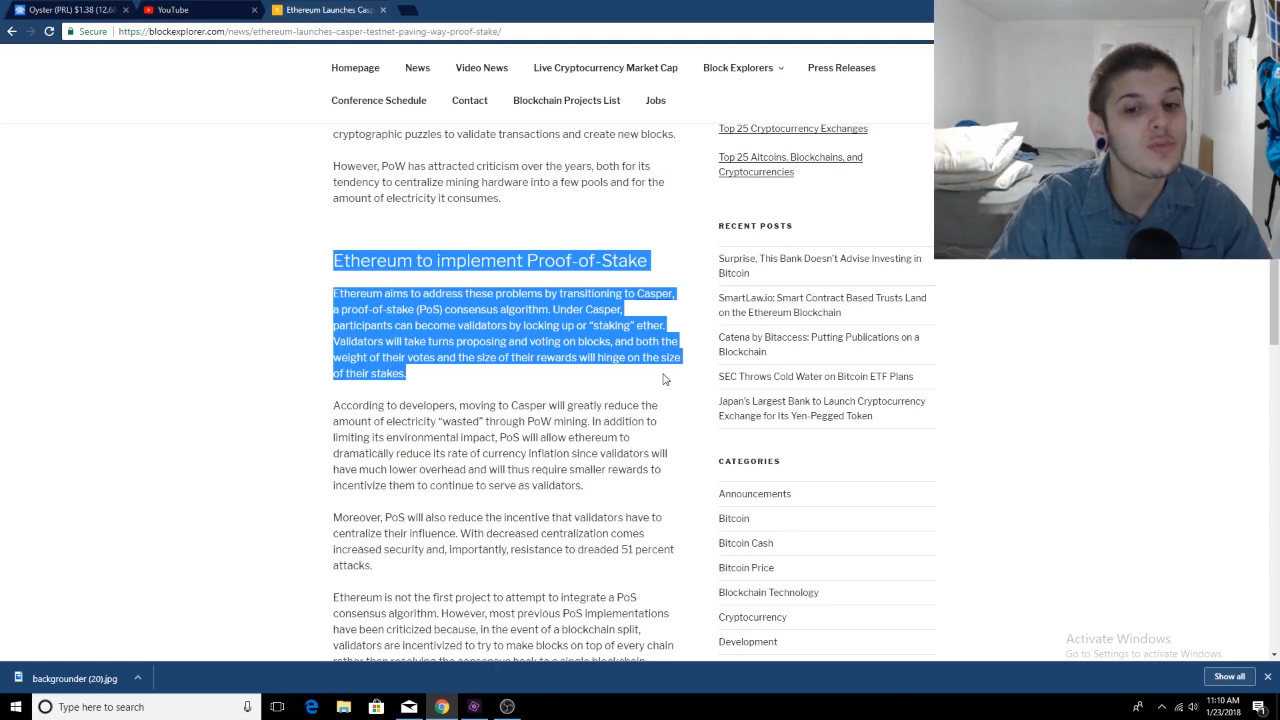 Oyster (PRL) $1.38 (12.68
YouTube
Ethereum Launches Cas
Secure
https://blockexplorer.com/news/ethereum-launches-casper-testnet-paving-way-proof-stake/
Homepage News Video News Live Cryptocurrency Market Cap Block Explorers Press Releases
Conference Schedule Contact Blockchain Projects List Jobs
cryptographic puzzles to validate transactions and create new blocks.
However, PoW has attracted criticism over the years, both for its
tendency to centralize mining hardware into a few pools and for the
amount of electricity it consumes.
Ethereum to implement Proof-of-Stake
Ethereum aims to address these problems by transitioning to Casper,
a proof-of-stake (PoS) consensus algorithm. Under Casper,
participants can become validators by locking up or “staking” ether.
Validators will take turns proposing and voting on blocks, and both the
weight of their votes and the size of their rewards will hinge on the size
of their stakes.
According to developers, moving to Casper will greatly reduce the
amount of electricity “wasted” through PoW mining. In addition to
limiting its environmental impact, PoS will allow ethereum to
dramatically reduce its rate of currency inflation since validators will
have much lower overhead and will thus require smaller rewards to
incentivize them to continue to serve as validators.
Moreover, PoS will also reduce the incentive that validators have to
centralize their influence. With decreased centralization comes
increased security and, importantly, resistance to dreaded 51 percent
attacks.
Ethereum is not the first project to attempt to integrate a PoS
consensus algorithm. However, most previous PoS implementations
have been criticized because, in the event of a blockchain split,
validators are incentivized to try to make blocks on top of every chain
rather than resolving the consensus back to a single blockchain
Top 25 Cryptocurrency Exchanges
Top 25 Altcoins, Blockchains, and
Cryptocurrencies
RECENT POSTS
Surprise, This Bank Doesn’t Advise Investing in
Bitcoin
SmartLaw.io: Smart Contract Based Trusts Land
on the Ethereum Blockchain
Catena by Bitaccess: Putting Publications on a
Blockchain
SEC Throws Cold Water on Bitcoin ETF Plans
Japan’s Largest Bank to Launch Cryptocurrency
Exchange for Its Yen-Pegged Token
CATEGORIES
Announcements
Bitcoin
Bitcoin Cash
Bitcoin Price
Blockchain Technology
Cryptocurrency
Development
Activate Windows
Go to Settings to activate Windows.
backgrounder (20).jpg
Show all
Type here to search
11:10 AM
1/23/2018